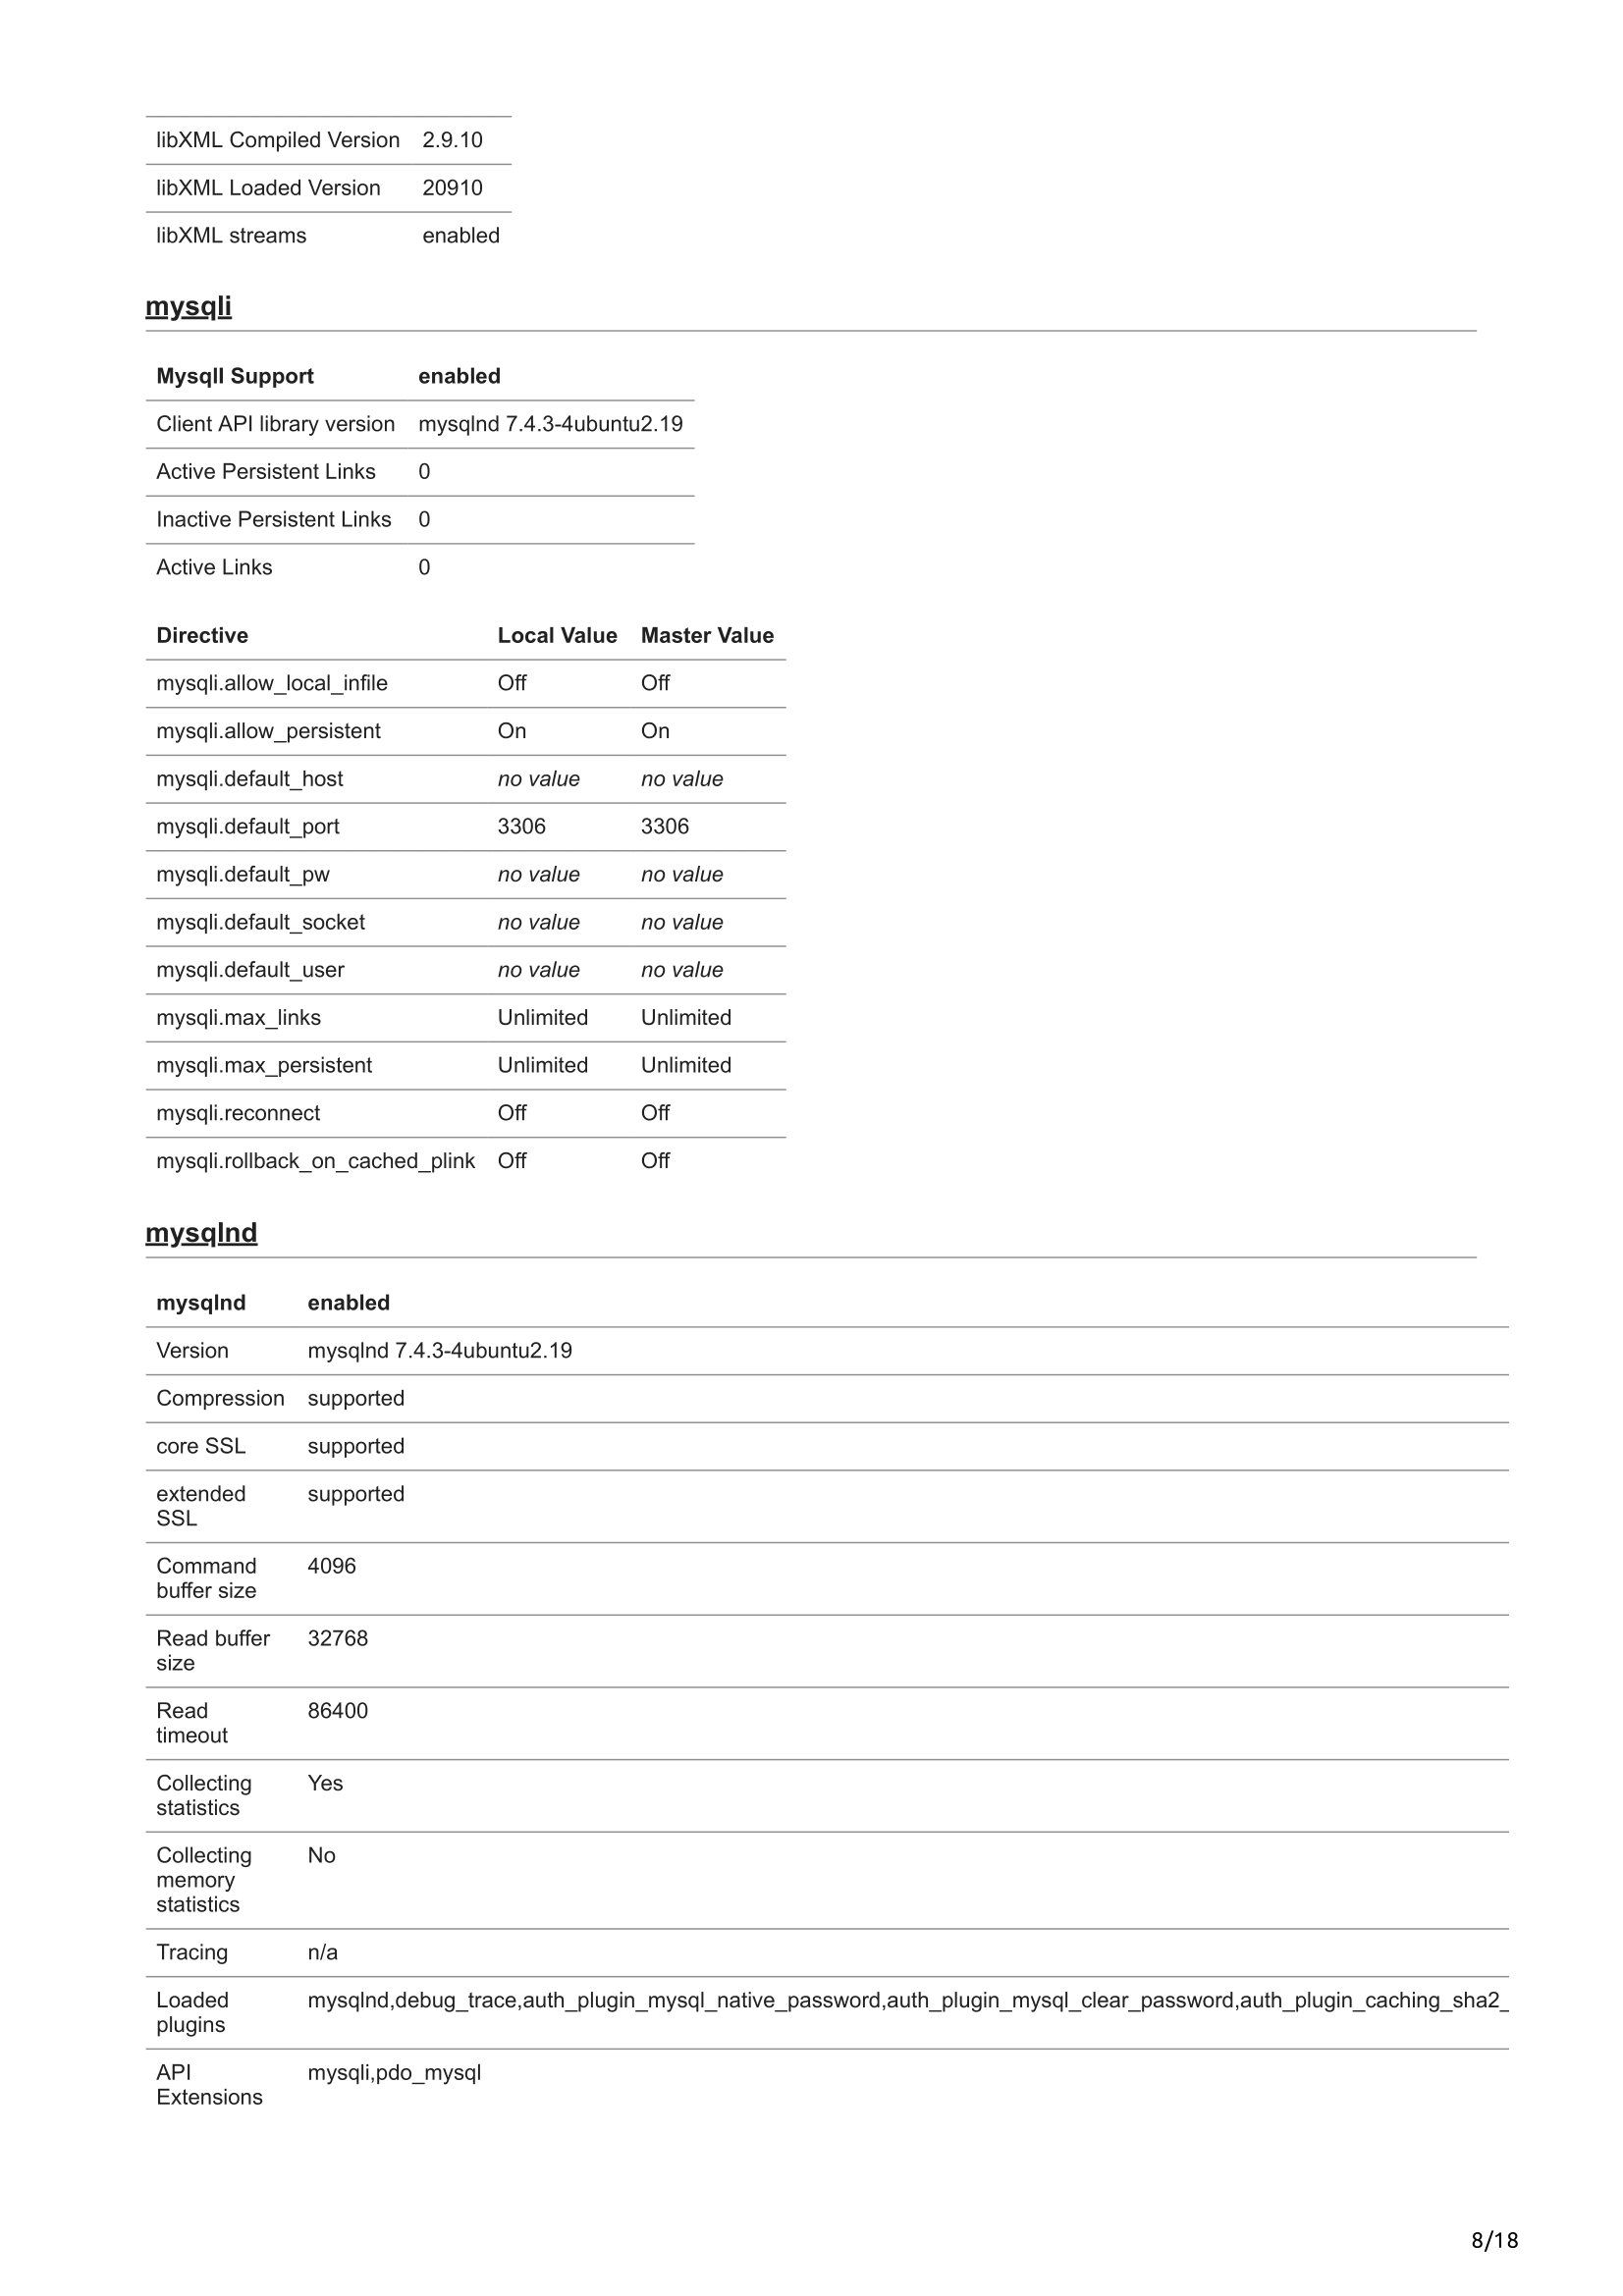 libXML Compiled Version 2.9.10
libXML Loaded Version 20910
libXML streams enabled
mysqli
MysqlI Support enabled
Client API library version mysqlnd 7.4.3-4ubuntu2.19
Active Persistent Links 0
Inactive Persistent Links 0
Active Links 0
Directive Local Value Master Value
mysqli.allow_local_infile Off Off
mysqli.allow_persistent On On
mysqli.default_host no value no value
mysqli.default_port 3306 3306
mysqli.default_pw no value no value
mysqli.default_socket no value no value
mysqli.default_user no value no value
mysqli.max_links Unlimited Unlimited
mysqli.max_persistent Unlimited Unlimited
mysqli.reconnect Off Off
mysqli.rollback_on_cached_plink Off Off
mysqlnd
mysqlnd enabled
Version mysqlnd 7.4.3-4ubuntu2.19
Compression supported
core SSL supported
extended supported
SSL
Command 4096
buffer size
Read buffer 32768
size
Read 86400
timeout
Collecting Yes
statistics
Collecting No
memory
statistics
Tracing n/a
Loaded mysqlnd,debug_trace,auth_plugin_mysql_native_password,auth_plugin_mysql_clear_password,auth_plugin_caching_sha2_
plugins
API mysqli,pdo_mysql
Extensions
8/18